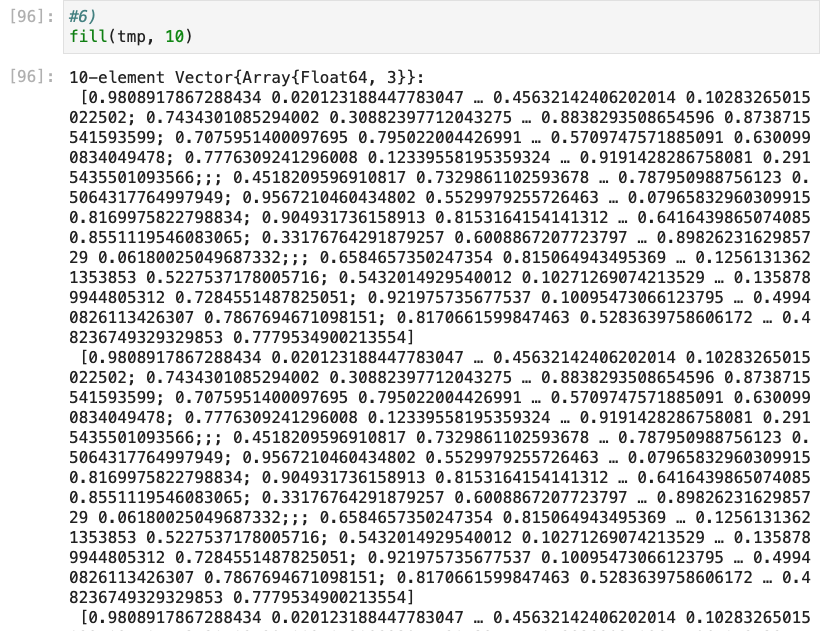 [96]: #6)
fill(tmp, 10)
[96]: 10-element Vector{Array{Float64, 3}}:
[0.9808917867288434 0.020123188447783047 … 0.45632142406202014 0.10283265015
022502; 0.7434301085294002 0.30882397712043275 … 0.8838293508654596 0.8738715
541593599; 0.7075951400097695 0.795022004426991 … 0.5709747571885091 0.630099
0834049478; 0.7776309241296008 0.12339558195359324 … 0.9191428286758081 0.291
5435501093566;;; 0.4518209596910817 0.7329861102593678 … 0.787950988756123 0.
5064317764997949; 0.9567210460434802 0.5529979255726463 … 0.07965832960309915
0.8169975822798834; 0.904931736158913 0.8153164154141312 … 0.6416439865074085
0.8551119546083065; 0.33176764291879257 0.6008867207723797 … 0.89826231629857
29 0.06180025049687332;;; 0.6584657350247354 0.815064943495369 … 0.1256131362
1353853 0.5227537178005716; 0.5432014929540012 0.10271269074213529 … 0.135878
9944805312 0.7284551487825051; 0.921975735677537 0.10095473066123795 … 0.4994
0826113426307 0.7867694671098151; 0.8170661599847463 0.5283639758606172 … 0.4
8236749329329853 0.7779534900213554]
[0.9808917867288434 0.020123188447783047 … 0.45632142406202014 0.10283265015
022502; 0.7434301085294002 0.30882397712043275 … 0.8838293508654596 0.8738715
541593599; 0.7075951400097695 0.795022004426991 … 0.5709747571885091 0.630099
0834049478; 0.7776309241296008 0.12339558195359324 … 0.9191428286758081 0.291
5435501093566;;; 0.4518209596910817 0.7329861102593678 … 0.787950988756123 0.
5064317764997949; 0.9567210460434802 0.5529979255726463 … 0.07965832960309915
0.8169975822798834; 0.904931736158913 0.8153164154141312 … 0.6416439865074085
0.8551119546083065; 0.33176764291879257 0.6008867207723797 … 0.89826231629857
29 0.06180025049687332;;; 0.6584657350247354 0.815064943495369 … 0.1256131362
1353853 0.5227537178005716; 0.5432014929540012 0.10271269074213529 … 0.135878
9944805312 0.7284551487825051; 0.921975735677537 0.10095473066123795 … 0.4994
0826113426307 0.7867694671098151; 0.8170661599847463 0.5283639758606172 … 0.4
8236749329329853 0.7779534900213554]
[0.9808917867288434 0.020123188447783047 … 0.45632142406202014 0.10283265015